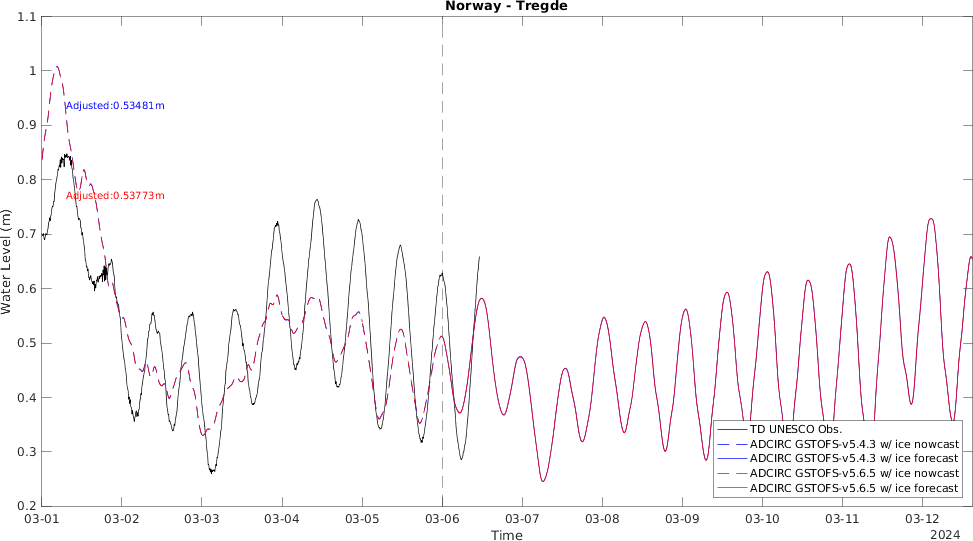 Norway - Tregde
1.1
1
0.9
0.8
0.7
0.6
0.5
0.4
0.3
0.2
Water Level (m)
Adjusted:0.53481m
Adjusted:0.53773m
TD UNESCO Obs.
ADCIRC GSTOFS-v5.4.3 w/ ice nowcast
ADCIRC GSTOFS-v5.4.3 w/ ice forecast
ADCIRC GSTOFS-v5.6.5 w/ ice nowcast
ADCIRC GSTOFS-v5.6.5 w/ ice forecast
03-01 03-02 03-03 03-04 03-05 03-06 03-07 03-08 03-09 03-10 03-11 03-12
Time
2024